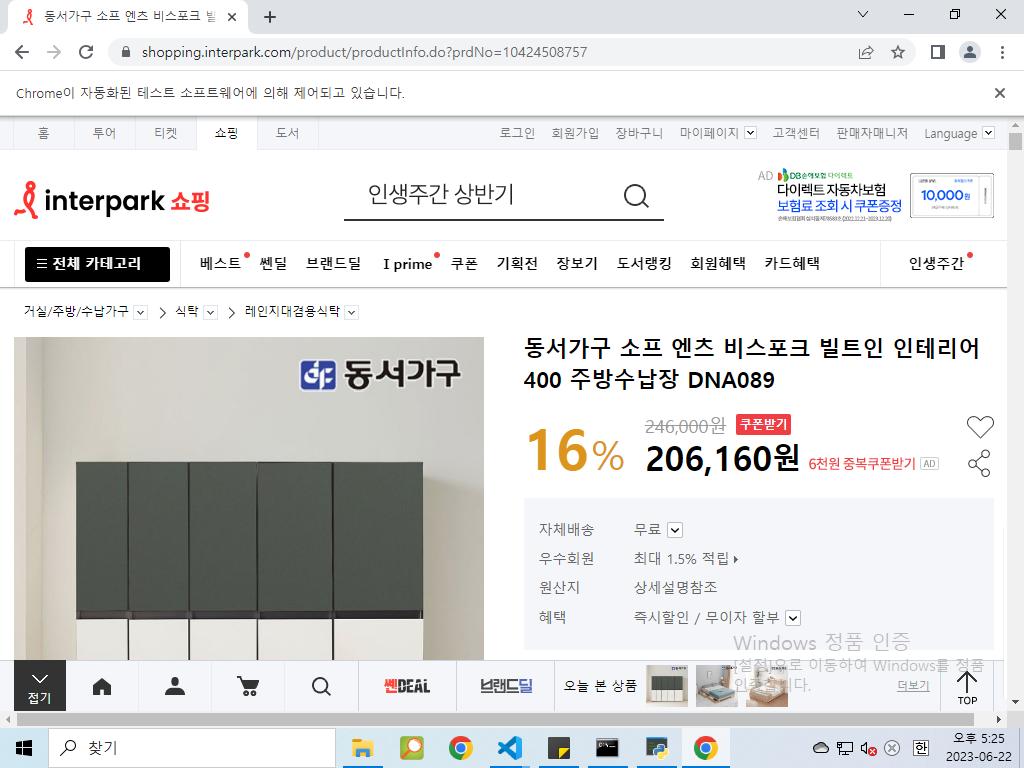 동서가구 소프 엔츠 비스포크 빌
shopping.interpark.com/product/productInfo.do?prdNo=10424508757
Chrome이 자동화된 테스트 소프트웨어에 의해 제어되고 있습니다.
홈 투어 티켓 쇼핑 도서 로그인 회원가입 장바구니 마이페이지 고객센터 판매자매니저 Language
interpark 쇼핑
인생주간 상반기
AD DB손해보험 다이렉트
다이렉트 자동차보험
보험료 조회 시 쿠폰증정
10,000원
전체 카테고리 베스트 쎈딜 브랜드딜 I prime 쿠폰 기획전 장보기 도서랭킹 회원혜택 카드혜택 인생주간
거실/주방/수납가구 식탁 레인지대겸용식탁
동서가구
동서가구 소프 엔츠 비스포크 빌트인 인테리어
400 주방수납장 DNA089
16% 246,000원 쿠폰받기
206,160원 6천원 중복쿠폰받기 AD
자체배송 무료
우수회원 최대 1.5% 적립
원산지 상세설명참조
혜택 즉시할인 / 무이자 할부
Windows 정품 인증
[설정]으로 이동하여 Windows를 정품
인증합니다.
접기 쎈DEAL 브랜드딜 오늘 본 상품 더보기 TOP
찾기
한
오후 5:25
2023-06-22